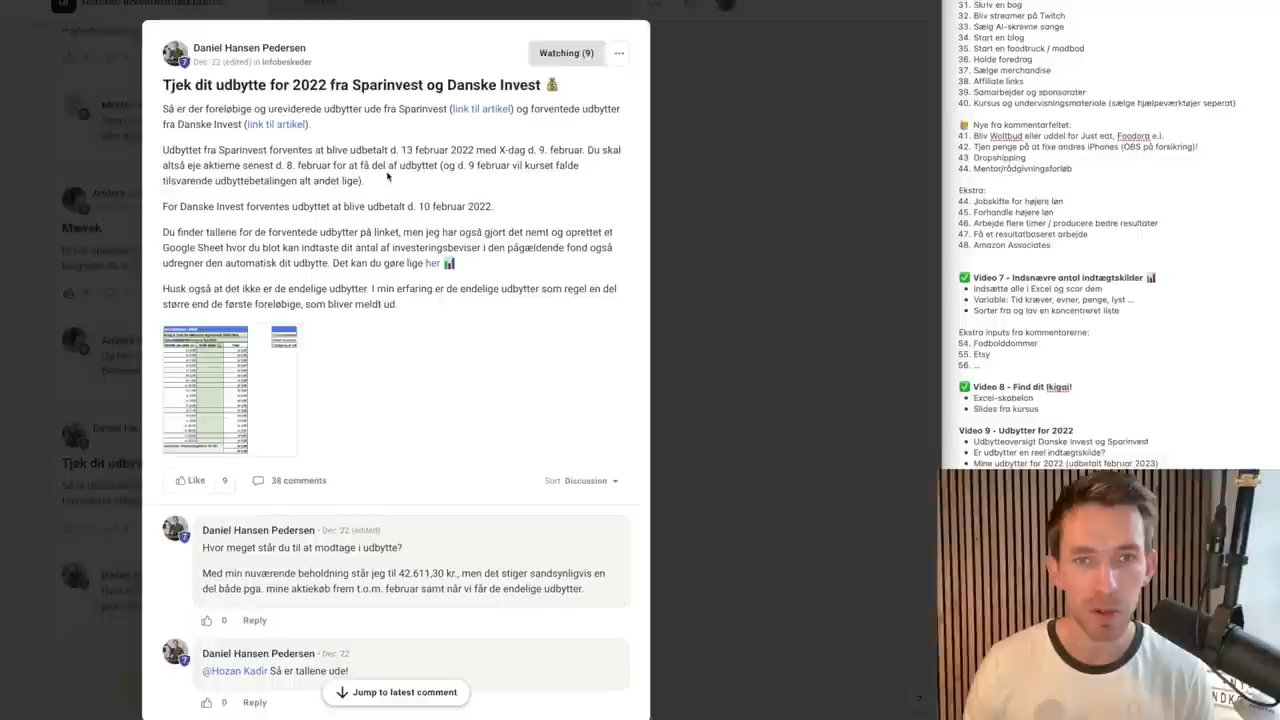 Daniel Hansen Pedersen
Dec '22 (edited) in Infobeskeder
Watching (9)
Tjek dit udbytte for 2022 fra Sparinvest og Danske Invest 💰
Så er der foreløbige og ureviderede udbytter ude fra Sparinvest (link til artikel) og forventede udbytter
fra Danske Invest (link til artikel).
Udbyttet fra Sparinvest forventes at blive udbetalt d. 13 februar 2022 med X-dag d. 9. februar. Du skal
altså eje aktierne senest d. 8. februar for at få del af udbyttet (og d. 9 februar vil kurset falde
tilsvarende udbyttebetalingen alt andet lige).
For Danske Invest forventes udbyttet at blive udbetalt d. 10 februar 2022.
Du finder tallene for de forventede udbytter på linket, men jeg har også gjort det nemt og oprettet et
Google Sheet hvor du blot kan indtaste dit antal af investeringsbeviser i den pågældende fond også
udregner den automatisk dit udbytte. Det kan du gøre lige her 📊
Husk også at det ikke er de endelige udbytter. I min erfaring er de endelige udbytter som regel en del
større end de første foreløbige, som bliver meldt ud.
Like 9 38 comments
Sort: Discussion
Daniel Hansen Pedersen · Dec '22 (edited)
Hvor meget står du til at modtage i udbytte?
Med min nuværende beholdning står jeg til 42.611,30 kr., men det stiger sandsynligvis en
del både pga. mine aktiekøb frem t.o.m. februar samt når vi får de endelige udbytter.
0 Reply
Daniel Hansen Pedersen · Dec '22
@Hozan Kadir Så er tallene ude!
Jump to latest comment
0 Reply
Anders
Mærsk
Anders
Daniel Han
Tjek dit udby
31. Skriv en bog
32. Bliv streamer på Twitch
33. Sælg AI-skrevne sange
34. Start en blog
35. Start en foodtruck / madbod
36. Holde foredrag
37. Sælge merchandise
38. Affiliate links
39. Samarbejder og sponsorater
40. Kursus og undervisningsmateriale (sælge hjælpeværktøjer seperat)
Nye fra kommentarfeltet:
41. Bliv Woltbud eller uddel for Just eat, Foodora e.l.
42. Tjen penge på at fixe andres iPhones (OBS på forsikring)!
43 Dropshipping
44. Mentor/rådgivningsforløb
Ekstra:
44. Jobskifte for højere løn
45. Forhandle højere løn
46. Arbejde flere timer / producere bedre resultater
47. Få et resultatbaseret arbejde
48. Amazon Associates
✅ Video 7 - Indsnævre antal indtægtskilder 📊
• Indsætte alle i Excel og scor dem
• Variable: Tid kræver, evner, penge, lyst ...
• Sorter fra og lav en koncentreret liste
Ekstra inputs fra kommentarerne:
54. Fodbolddommer
55. Etsy
56. ...
✅ Video 8 - Find dit Ikigai!
• Excel-skabelon
• Slides fra kursus
Video 9 - Udbytter for 2022
• Udbytteoversigt Danske Invest og Sparinvest
• Er udbytter en reel indtægtskilde?
• Mine udbytter for 2022 (udbetalt februar 2023)